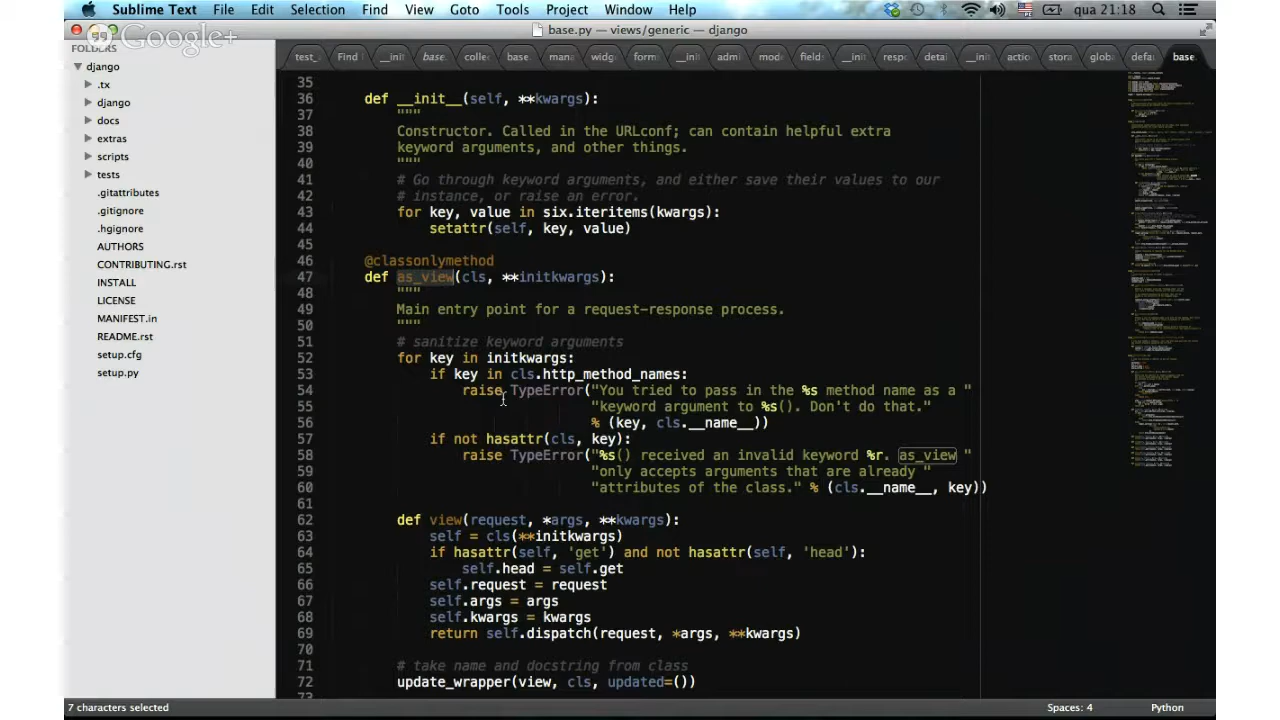 Sublime Text File Edit Selection Find View Goto Tools Project Window Help qua 21:18
base.py — views/generic — django
Google+
FOLDERS
test_ Find __init base. collec base. mana widg form: __init admi mode fields __init respo detai __init action stora globa defau base.
django
.tx
django
docs
extras
scripts
tests
.gitattributes
.gitignore
.hgignore
AUTHORS
CONTRIBUTING.rst
INSTALL
LICENSE
MANIFEST.in
README.rst
setup.cfg
setup.py
35
36 def __init__(self, **kwargs):
37 """
38 Constructor. Called in the URLconf; can contain helpful extra
39 keyword arguments, and other things.
40 """
41 # Go through keyword arguments, and either save their values to our
42 # instance, or raise an error.
43 for key, value in six.iteritems(kwargs):
44 setattr(self, key, value)
45
46 @classonlymethod
47 def as_view(cls, **initkwargs):
48 """
49 Main entry point for a request-response process.
50 """
51 # sanitize keyword arguments
52 for key in initkwargs:
53 if key in cls.http_method_names:
54 raise TypeError("You tried to pass in the %s method name as a "
55 "keyword argument to %s(). Don't do that."
56 % (key, cls.__name__))
57 if not hasattr(cls, key):
58 raise TypeError("%s() received an invalid keyword %r. as_view "
59 "only accepts arguments that are already "
60 "attributes of the class." % (cls.__name__, key))
61
62 def view(request, *args, **kwargs):
63 self = cls(**initkwargs)
64 if hasattr(self, 'get') and not hasattr(self, 'head'):
65 self.head = self.get
66 self.request = request
67 self.args = args
68 self.kwargs = kwargs
69 return self.dispatch(request, *args, **kwargs)
70
71 # take name and docstring from class
72 update_wrapper(view, cls, updated=())
73
7 characters selected Spaces: 4 Python